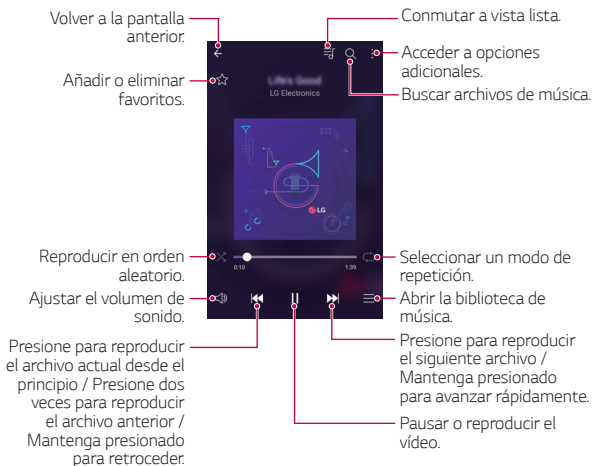 Volver a la pantalla
anterior.
Añadir o eliminar
favoritos.
Reproducir en orden
aleatorio.
Ajustar el volumen de
sonido.
Presione para reproducir
el archivo actual desde el
principio / Presione dos
veces para reproducir
el archivo anterior /
Mantenga presionado
para retroceder.
Life's Good
LG Electronics
LG
0:10
1:39
Conmutar a vista lista.
Acceder a opciones
adicionales.
Buscar archivos de música.
Seleccionar un modo de
repetición.
Abrir la biblioteca de
música.
Presione para reproducir
el siguiente archivo /
Mantenga presionado
para avanzar rápidamente.
Pausar o reproducir el
vídeo.